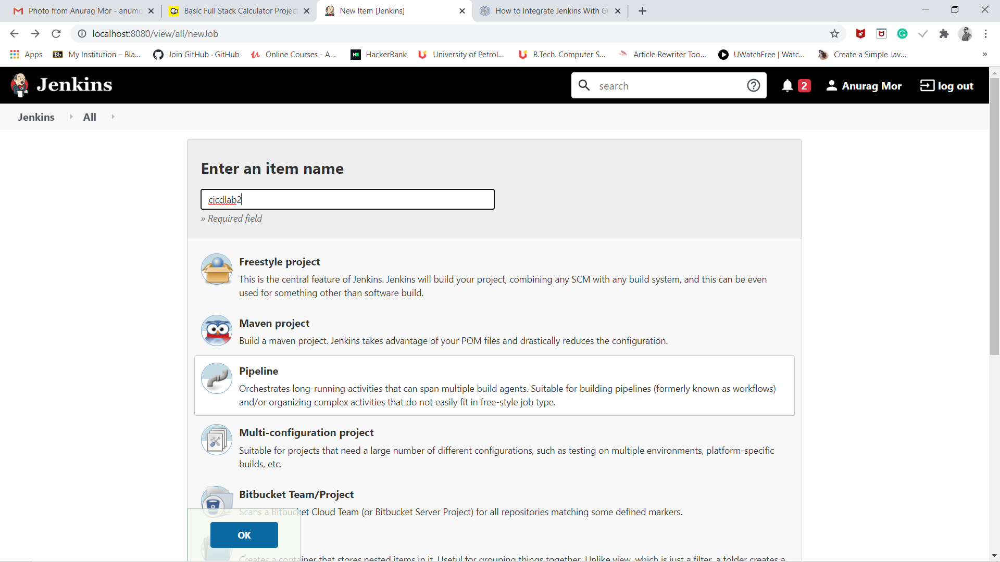 Photo from Anurag Mor - anumo
Basic Full Stack Calculator Project
New Item [Jenkins]
How to Integrate Jenkins With Gi
localhost:8080/view/all/newJob
Apps
Bb My Institution – Bla...
Join GitHub · GitHub
Online Courses - A...
HackerRank
University of Petrol...
B.Tech. Computer S...
Article Rewriter Too...
UWatchFree | Watc...
Create a Simple Jav...
»
Jenkins
search
2
Anurag Mor
log out
Jenkins
All
Enter an item name
cicdlab2
» Required field
Freestyle project
This is the central feature of Jenkins. Jenkins will build your project, combining any SCM with any build system, and this can be even
used for something other than software build.
Maven project
Build a maven project. Jenkins takes advantage of your POM files and drastically reduces the configuration.
Pipeline
Orchestrates long-running activities that can span multiple build agents. Suitable for building pipelines (formerly known as workflows)
and/or organizing complex activities that do not easily fit in free-style job type.
Multi-configuration project
Suitable for projects that need a large number of different configurations, such as testing on multiple environments, platform-specific
builds, etc.
Bitbucket Team/Project
Scans a Bitbucket Cloud Team (or Bitbucket Server Project) for all repositories matching some defined markers.
OK
Creates a container that stores nested items in it. Useful for grouping things together. Unlike view, which is just a filter, a folder creates a